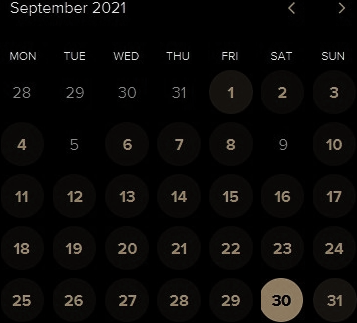 September 2021
MON TUE WED THU FRI SAT SUN
28 29 30 31 1 2 3
4 5 6 7 8 9 10
11 12 13 14 15 16 17
18 19 20 21 22 23 24
25 26 27 28 29 30 31